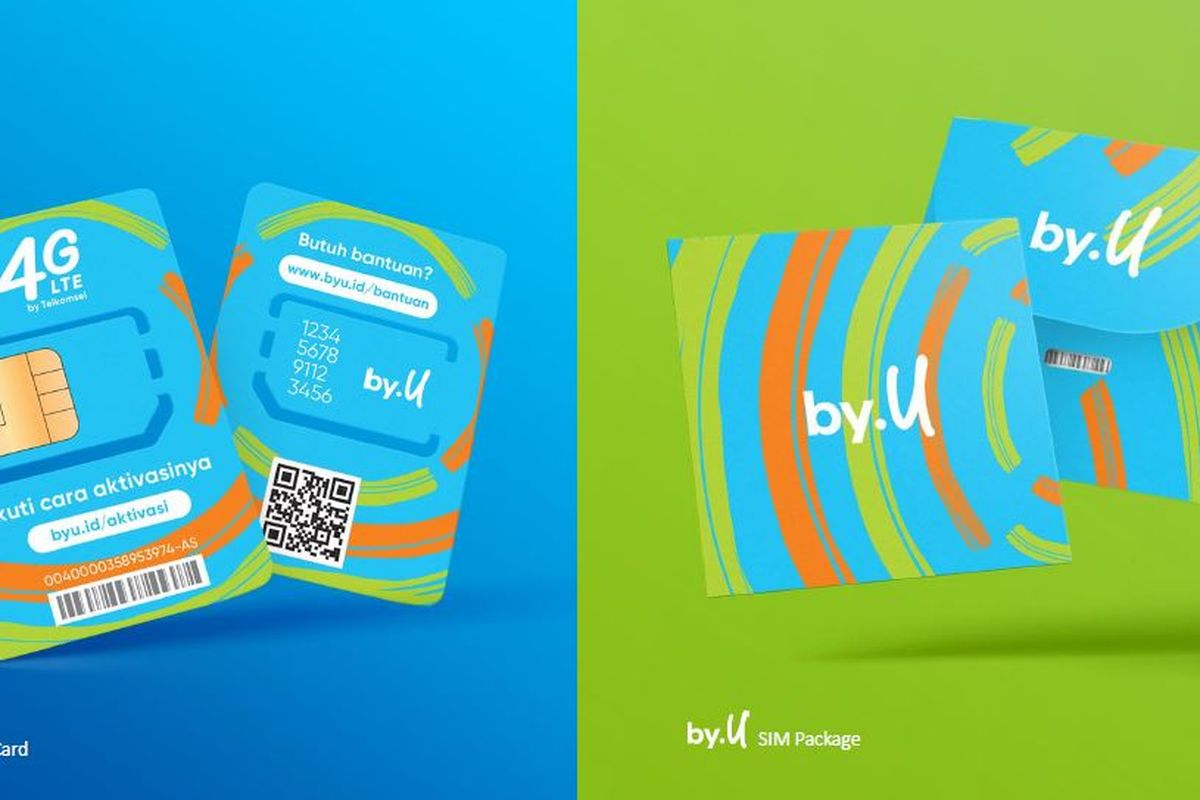 4G
LTE
by Telkomsel
kuti cara aktivasinya
byu.id/aktivasi
0040000358953974-AS
Butuh bantuan?
www.byu.id/bantuan
1234
5678
9112
3456
by.U
by.U
by.U
Card
by.U SIM Package